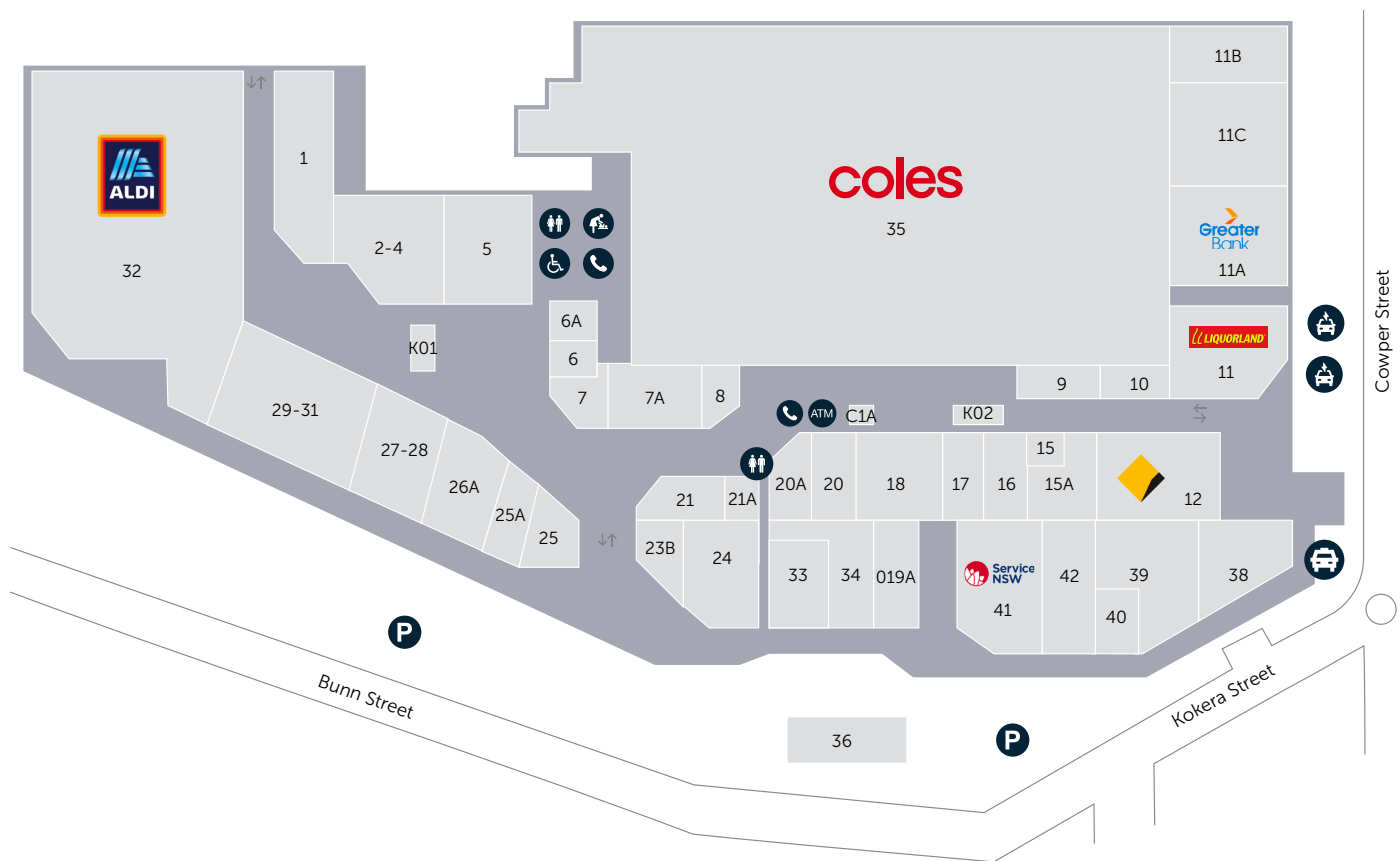 11B
11C
1
ALDI
coles
35
Greater
Bank
11A
2-4
5
32
6A
LIQUORLAND
K01
6
11
Cowper Street
9
10
7
7A
8
29-31
ATM
C1A
K02
27-28
15
20A
20
18
17
16
15A
12
26A
21
21A
25A
25
23B
24
33
34
019A
Service
NSW
41
42
39
38
40
P
Bunn Street
Kokera Street
36
P